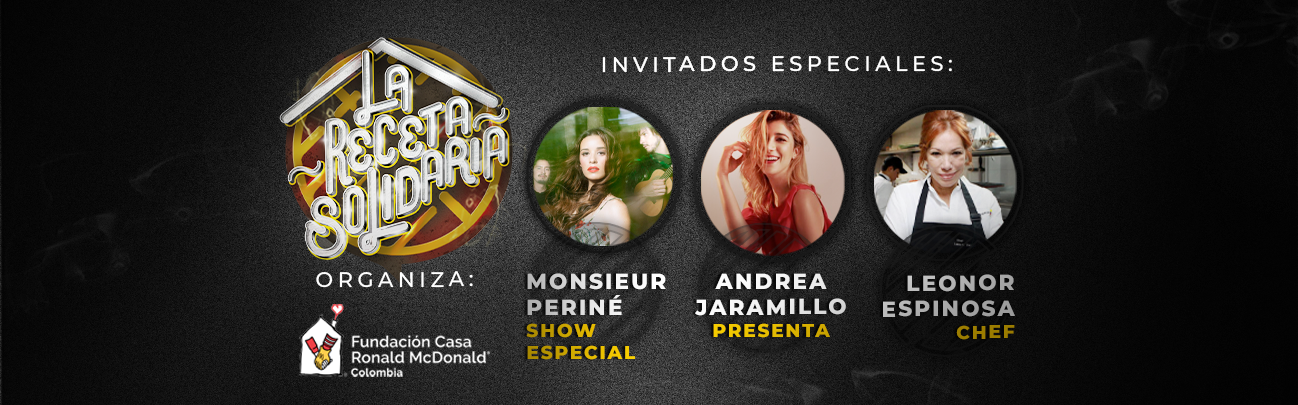 LA
RECETA
SOLIDARIA
ORGANIZA:
Fundación Casa
Ronald McDonald®
Colombia
INVITADOS ESPECIALES:
MONSIEUR
PERINÉ
SHOW
ESPECIAL
ANDREA
JARAMILLO
PRESENTA
LEONOR
ESPINOSA
CHEF